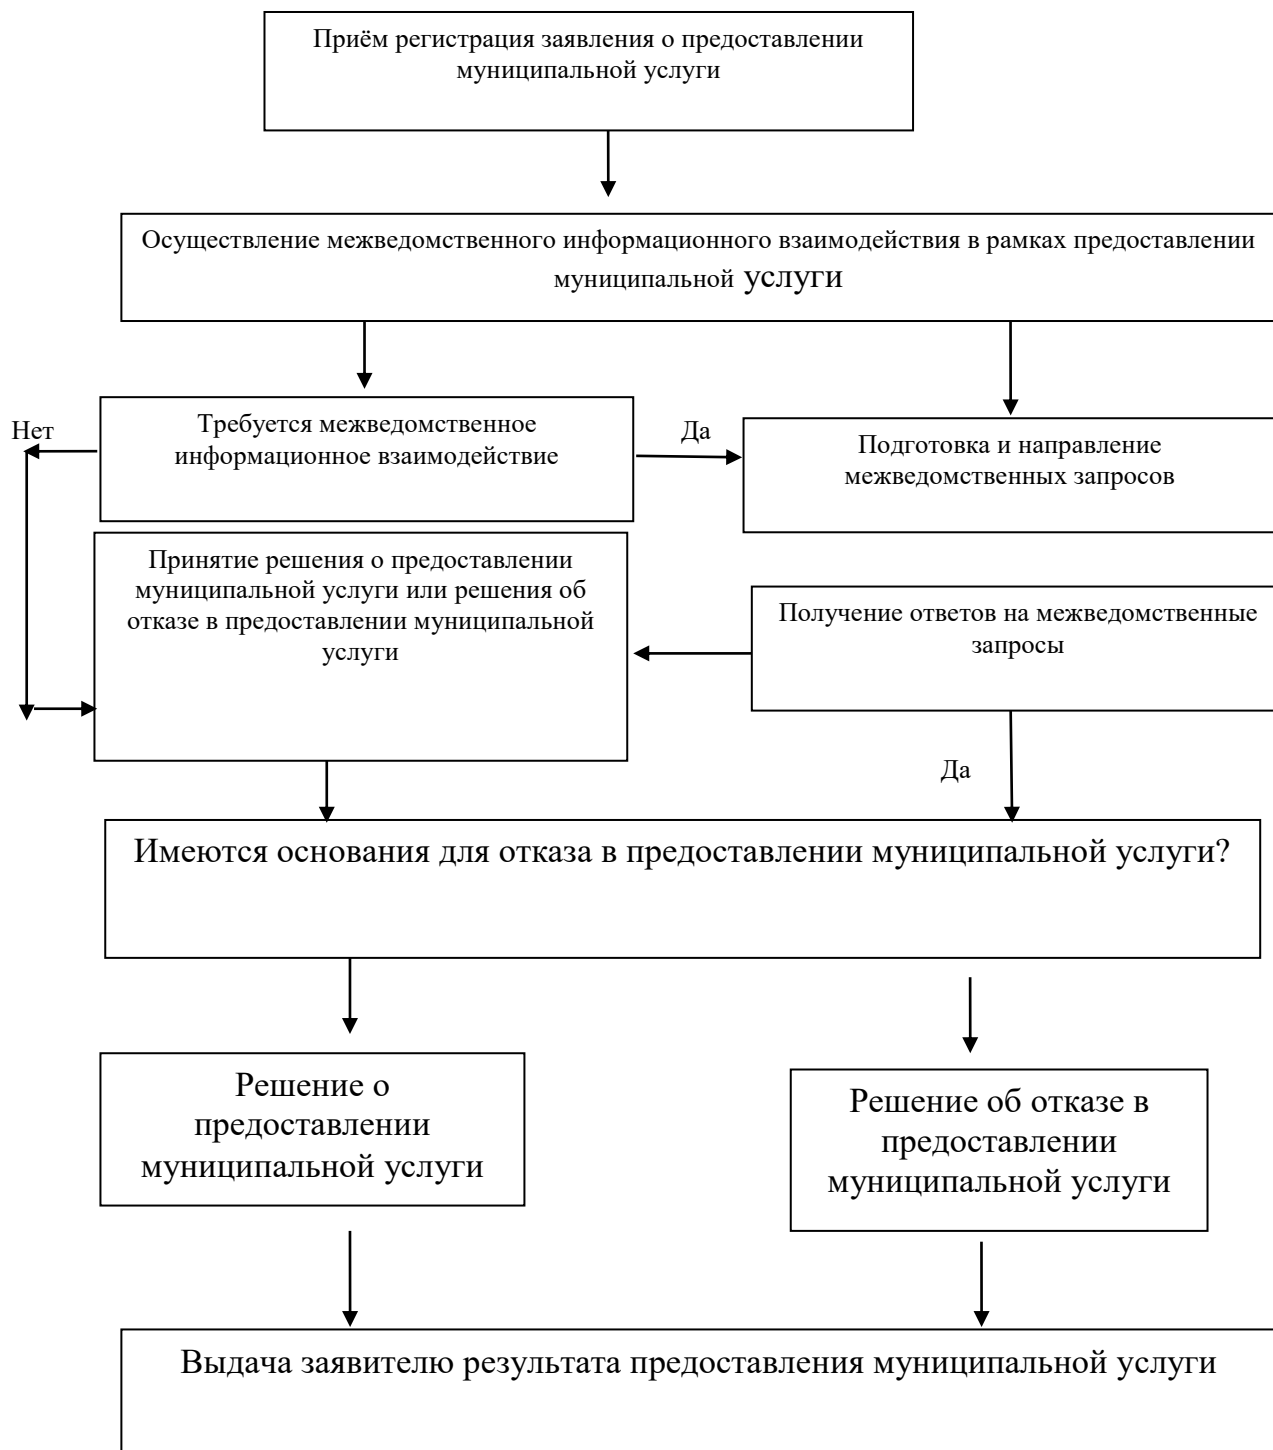 Приём регистрация заявления о предоставлении
муниципальной услуги
Осуществление межведомственного информационного взаимодействия в рамках предоставлении
муниципальной услуги
Нет
Требуется межведомственное
информационное взаимодействие
Да
Подготовка и направление
межведомственных запросов
Принятие решения о предоставлении
муниципальной услуги или решения об
отказе в предоставлении муниципальной
услуги
Получение ответов на межведомственные
запросы
Да
Имеются основания для отказа в предоставлении муниципальной услуги?
Решение о
предоставлении
муниципальной услуги
Решение об отказе в
предоставлении
муниципальной услуги
Выдача заявителю результата предоставления муниципальной услуги